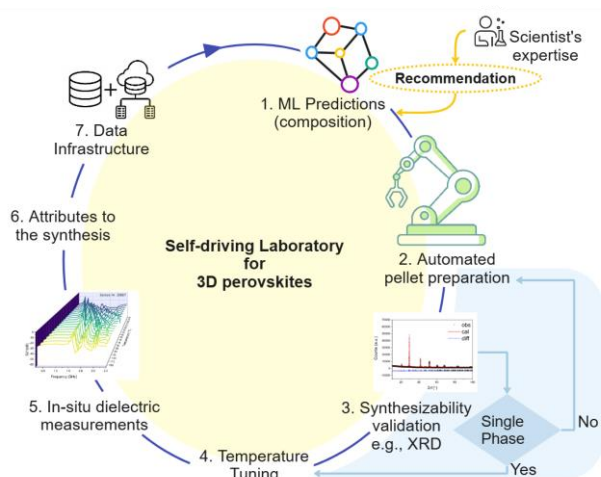 Scientist's
expertise
Recommendation
1. ML Predictions
(composition)
7. Data
Infrastructure
2. Automated
pellet preparation
6. Attributes to
the synthesis
Self-driving Laboratory
for
3D perovskites
obs
cal
diff
3. Synthesizability
validation
e.g., XRD
Single
Phase
No
Yes
5. In-situ dielectric
measurements
4. Temperature
Tuning